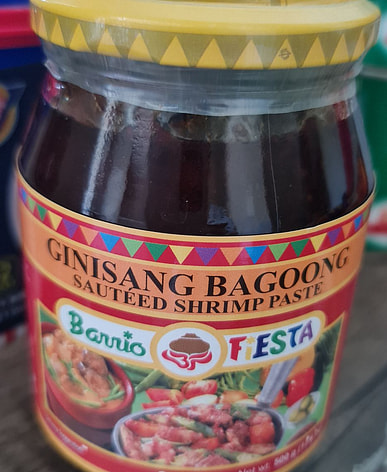 GINISANG BAGOONG
SAUTÉED SHRIMP PASTE
Barrio FIESTA